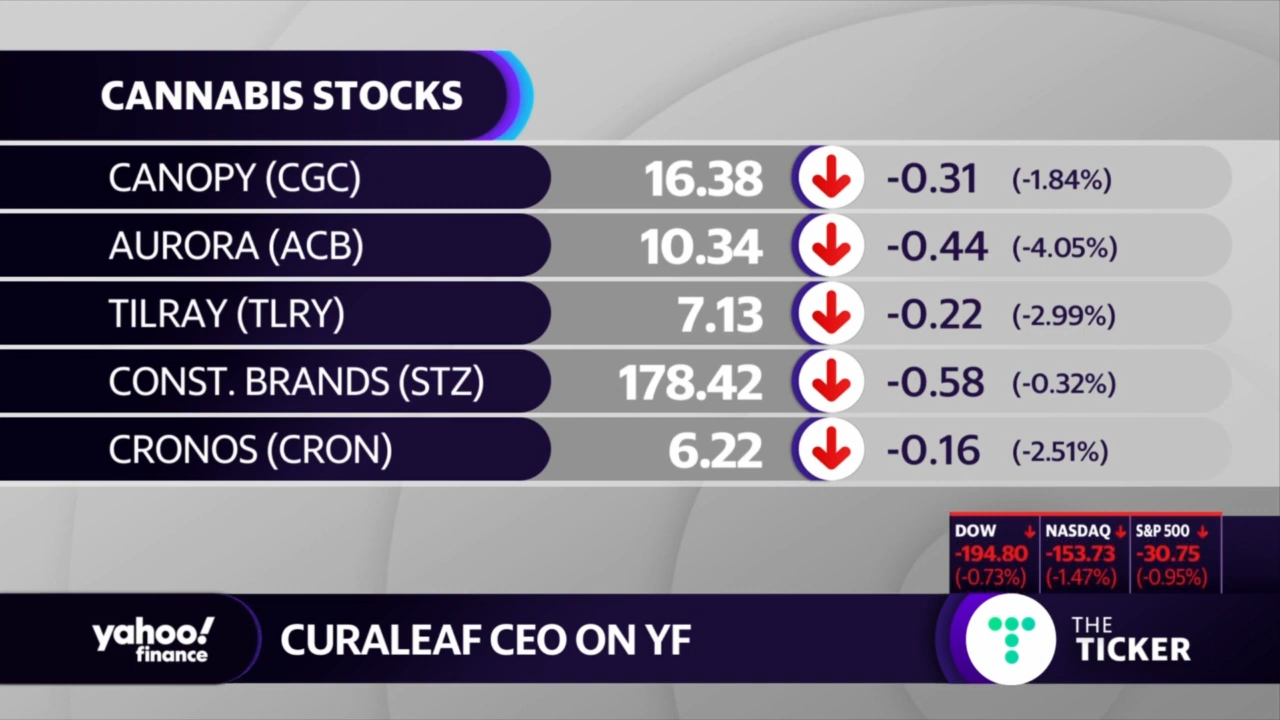 CANNABIS STOCKS
CANOPY (CGC) 16.38 -0.31 (-1.84%)
AURORA (ACB) 10.34 -0.44 (-4.05%)
TILRAY (TLRY) 7.13 -0.22 (-2.99%)
CONST. BRANDS (STZ) 178.42 -0.58 (-0.32%)
CRONOS (CRON) 6.22 -0.16 (-2.51%)
DOW NASDAQ S&P 500
-194.80 -153.73 -30.75
(-0.73%) (-1.47%) (-0.95%)
yahoo!
finance
CURALEAF CEO ON YF
THE
TICKER